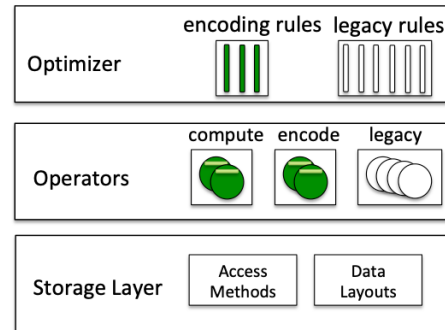 encoding rules legacy rules
Optimizer
compute encode legacy
Operators
Access
Methods
Data
Layouts
Storage Layer